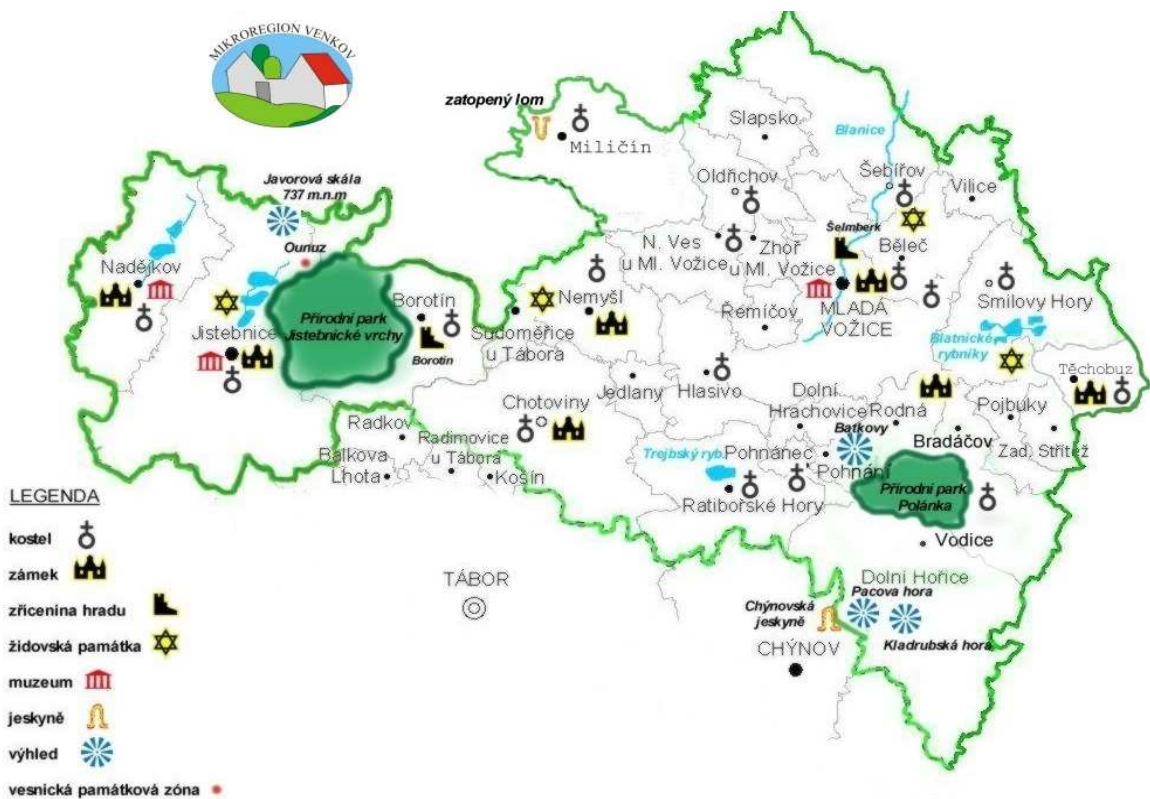 MIKROREGION VENKOV
zatopený lom
Miličín
Slapsko
Blanice
Oldřichov
Šebířov
Vilice
Javorová skála
737 m.n.m
Ounuz
Nadějkov
N. Ves
u Ml. Vožice
Zhoř
u Ml. Vožice
Šelmberk
Běleč
MLADÁ
VOŽICE
Smilovy Hory
Přírodní park
Jistebnické vrchy
Borotín
Borotín
Jistebnice
Sudoměřice
u Tábora
Nemyšl
Řemíčov
Blatnické
rybníky
Těchobuz
Jedlany
Hlasivo
Chotoviny
Radkov
Balkova
Lhota
Radimovice
u Tábora
Košín
Dolní
Hrachovice
Rodná
Batkovy
Bradáčov
Pojbuky
Zad. Střítež
Trojbský ryb.
Pohnánec
Pohnání
Ratibořské Hory
Přírodní park
Polánka
Vodice
TÁBOR
Dolní Hořice
Pacova hora
Chýnovská
jeskyně
Kladrubská hora
CHÝNOV
LEGENDA
kostel
zámek
zřícenina hradu
židovská památka
muzeum
jeskyně
výhled
vesnická památková zóna